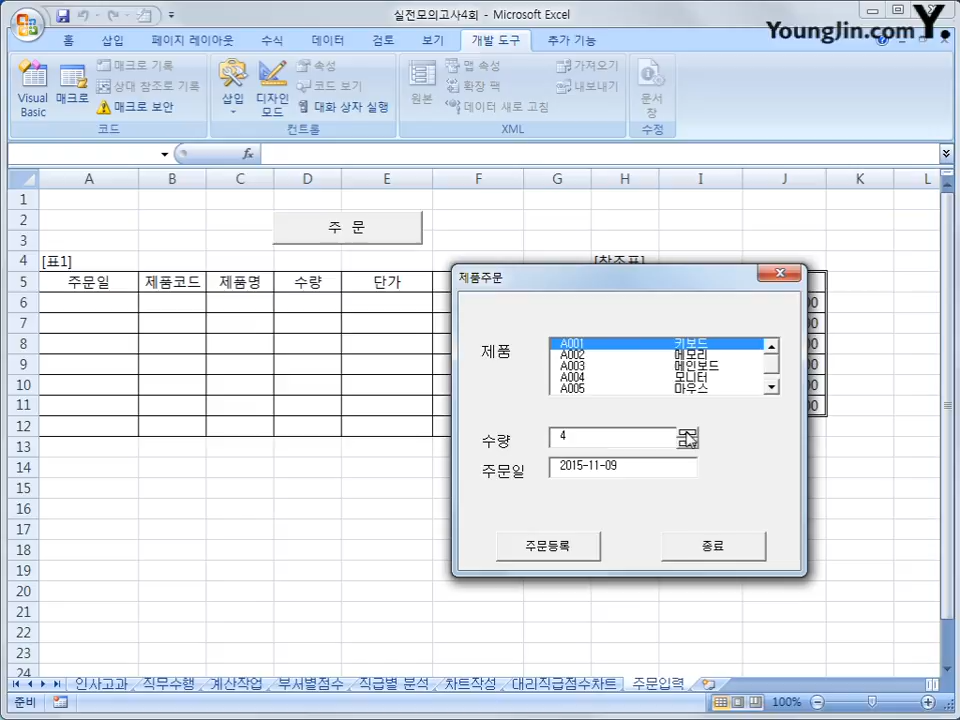 실전모의고사4회 - Microsoft Excel
YoungJin.com Y.
홈 삽입 페이지 레이아웃 수식 데이터 검토 보기 개발 도구 추가 기능
Visual Basic
매크로
매크로 기록
상대 참조로 기록
매크로 보안
코드
삽입
디자인 모드
속성
코드 보기
대화 상자 실행
컨트롤
원본
맵 속성
확장 팩
데이터 새로 고침
가져오기
내보내기
XML
문서 창
수정
fx
A B C D E F G H I J K L
1
2
주 문
3
4 [표1] [참조표]
5 주문일 제품코드 제품명 수량 단가
6
7
8
9
10
11
12
13
14
15
16
17
18
19
20
21
22
23
24
제품주문
제품
A001 키보드
A002 메모리
A003 메인보드
A004 모니터
A005 마우스
수량 4
주문일 2015-11-09
주문등록 종료
인사고과 직무수행 계산작업 부서별점수 직급별 분석 차트작성 대리직급점수차트 주문입력
준비 100%